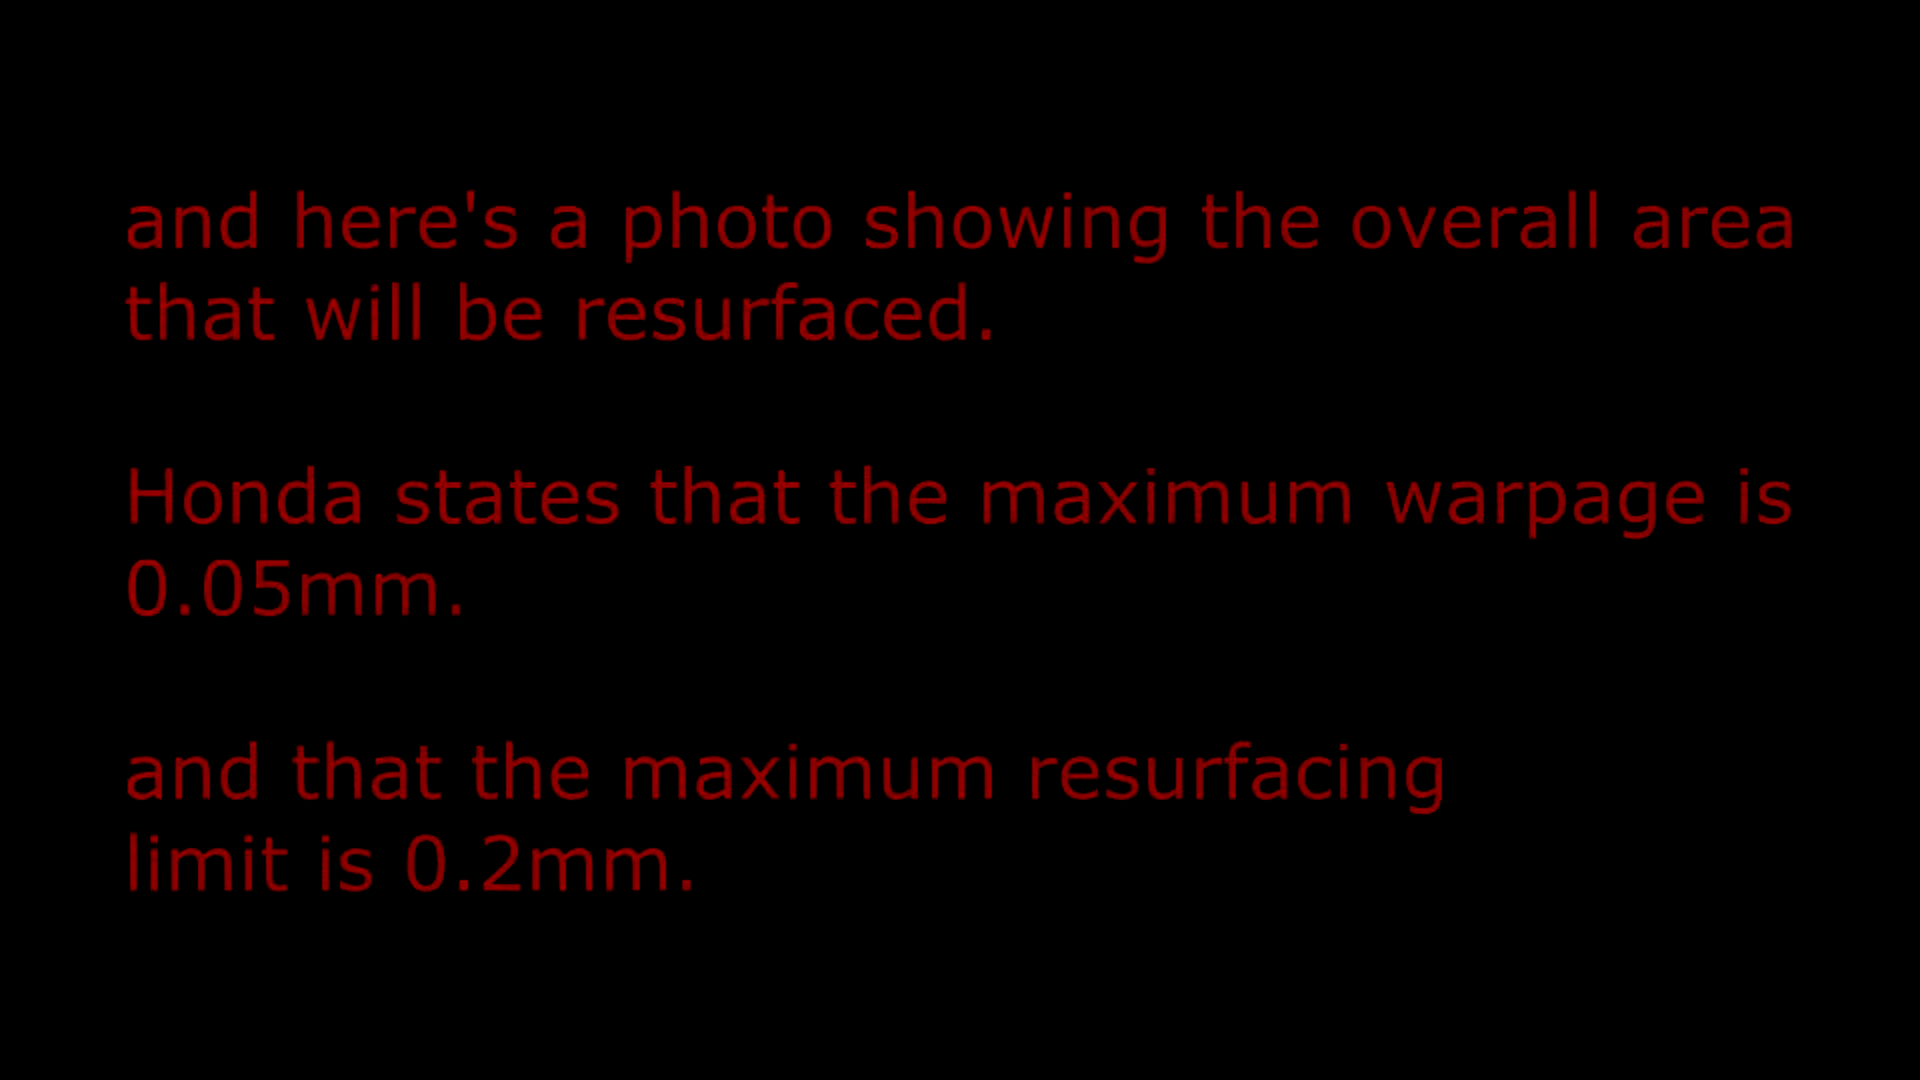 and here's a photo showing the overall area
that will be resurfaced.
Honda states that the maximum warpage is
0.05mm.
and that the maximum resurfacing
limit is 0.2mm.